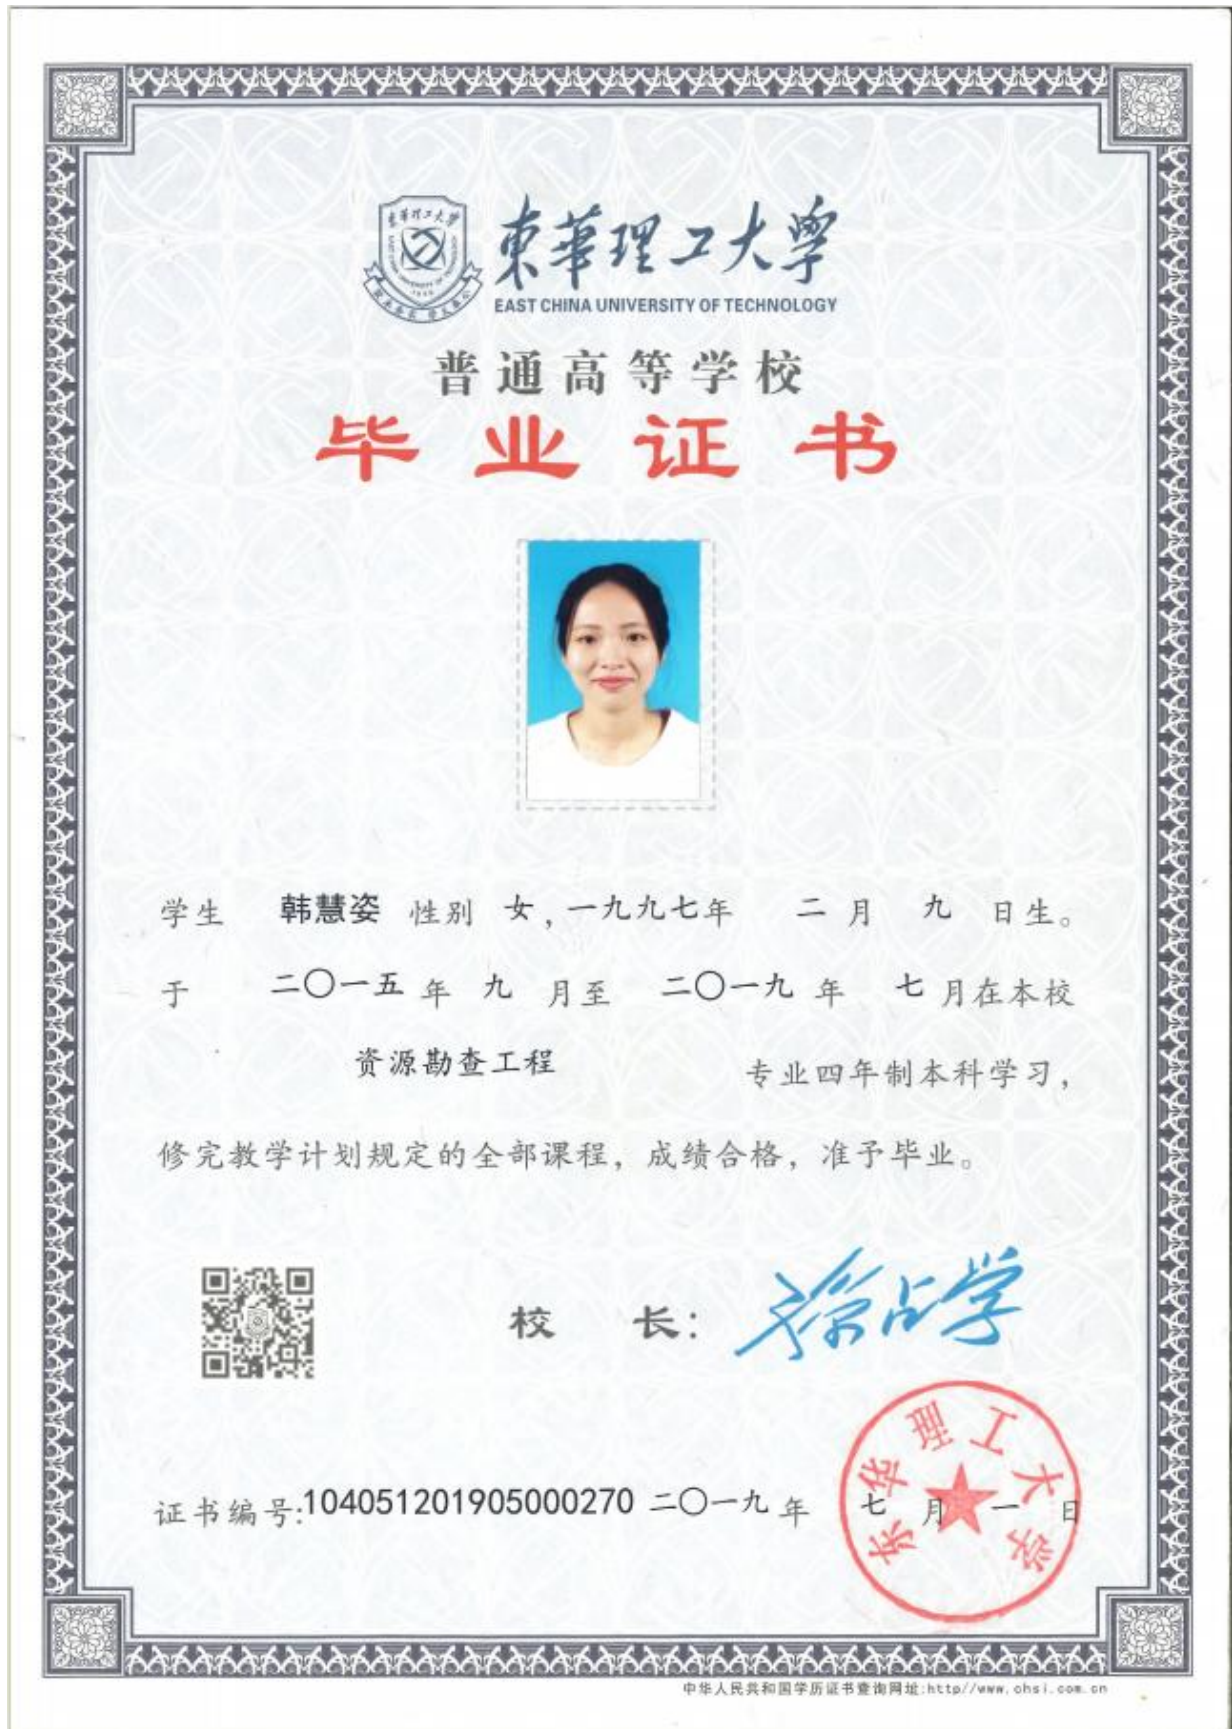 東華理工大學
EAST CHINA UNIVERSITY OF TECHNOLOGY
普通高等学校
毕业证书
学生 韩慧姿 性别 女，一九九七年 二月 九 日生。
于 二〇一五年 九 月至 二〇一九 年 七月在本校
资源勘查工程 专业四年制本科学习，
修完教学计划规定的全部课程，成绩合格，准予毕业。
校 长：徐占学
东华理工大学
证书编号:104051201905000270 二〇一九年 七 月 一 日
中华人民共和国学历证书查询网址:http//www.chsi.com.cn